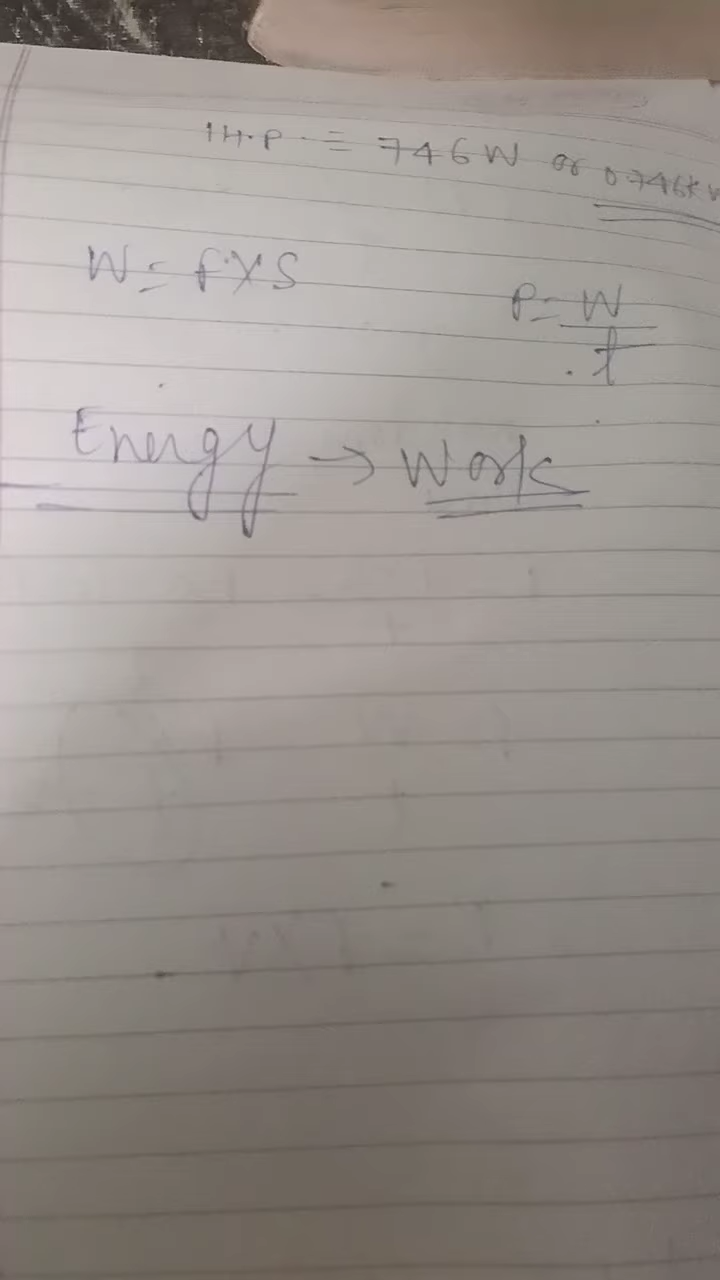 1H.P = 746W or 0.746kW
W = F×S
P = W/t
Energy → Work